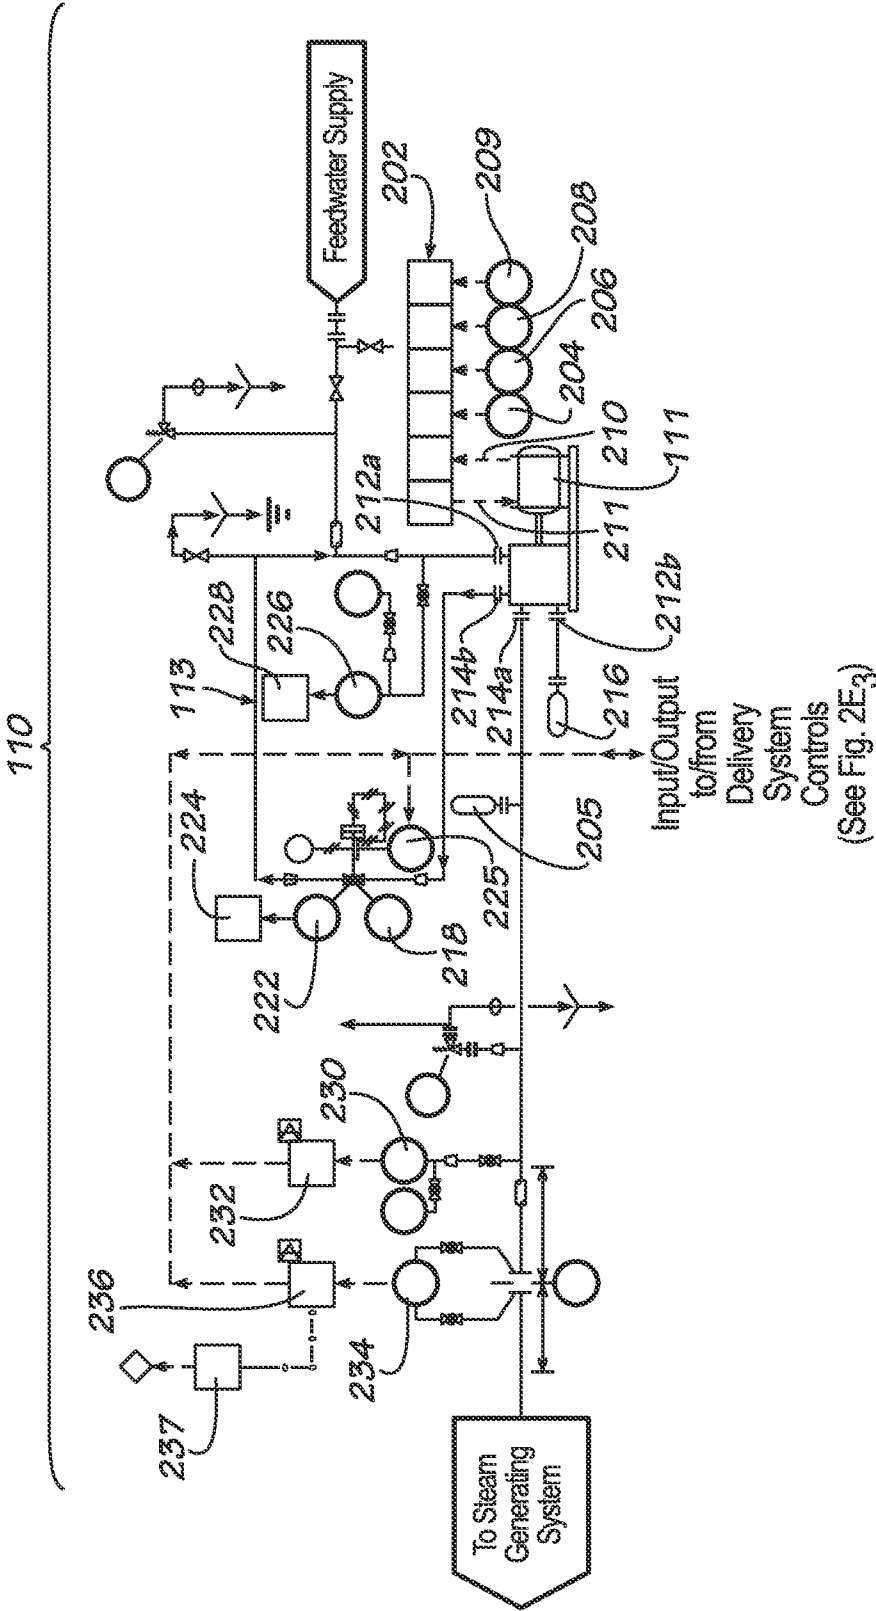 110
Feedwater Supply
202
209
208
206
204
210
111
211
212a
212b
214b
214a
216
113
228
226
224
222
218
225
205
Input/Output
to/from
Delivery
System
Controls
(See Fig. 2E3)
230
232
236
234
237
To Steam
Generating
System